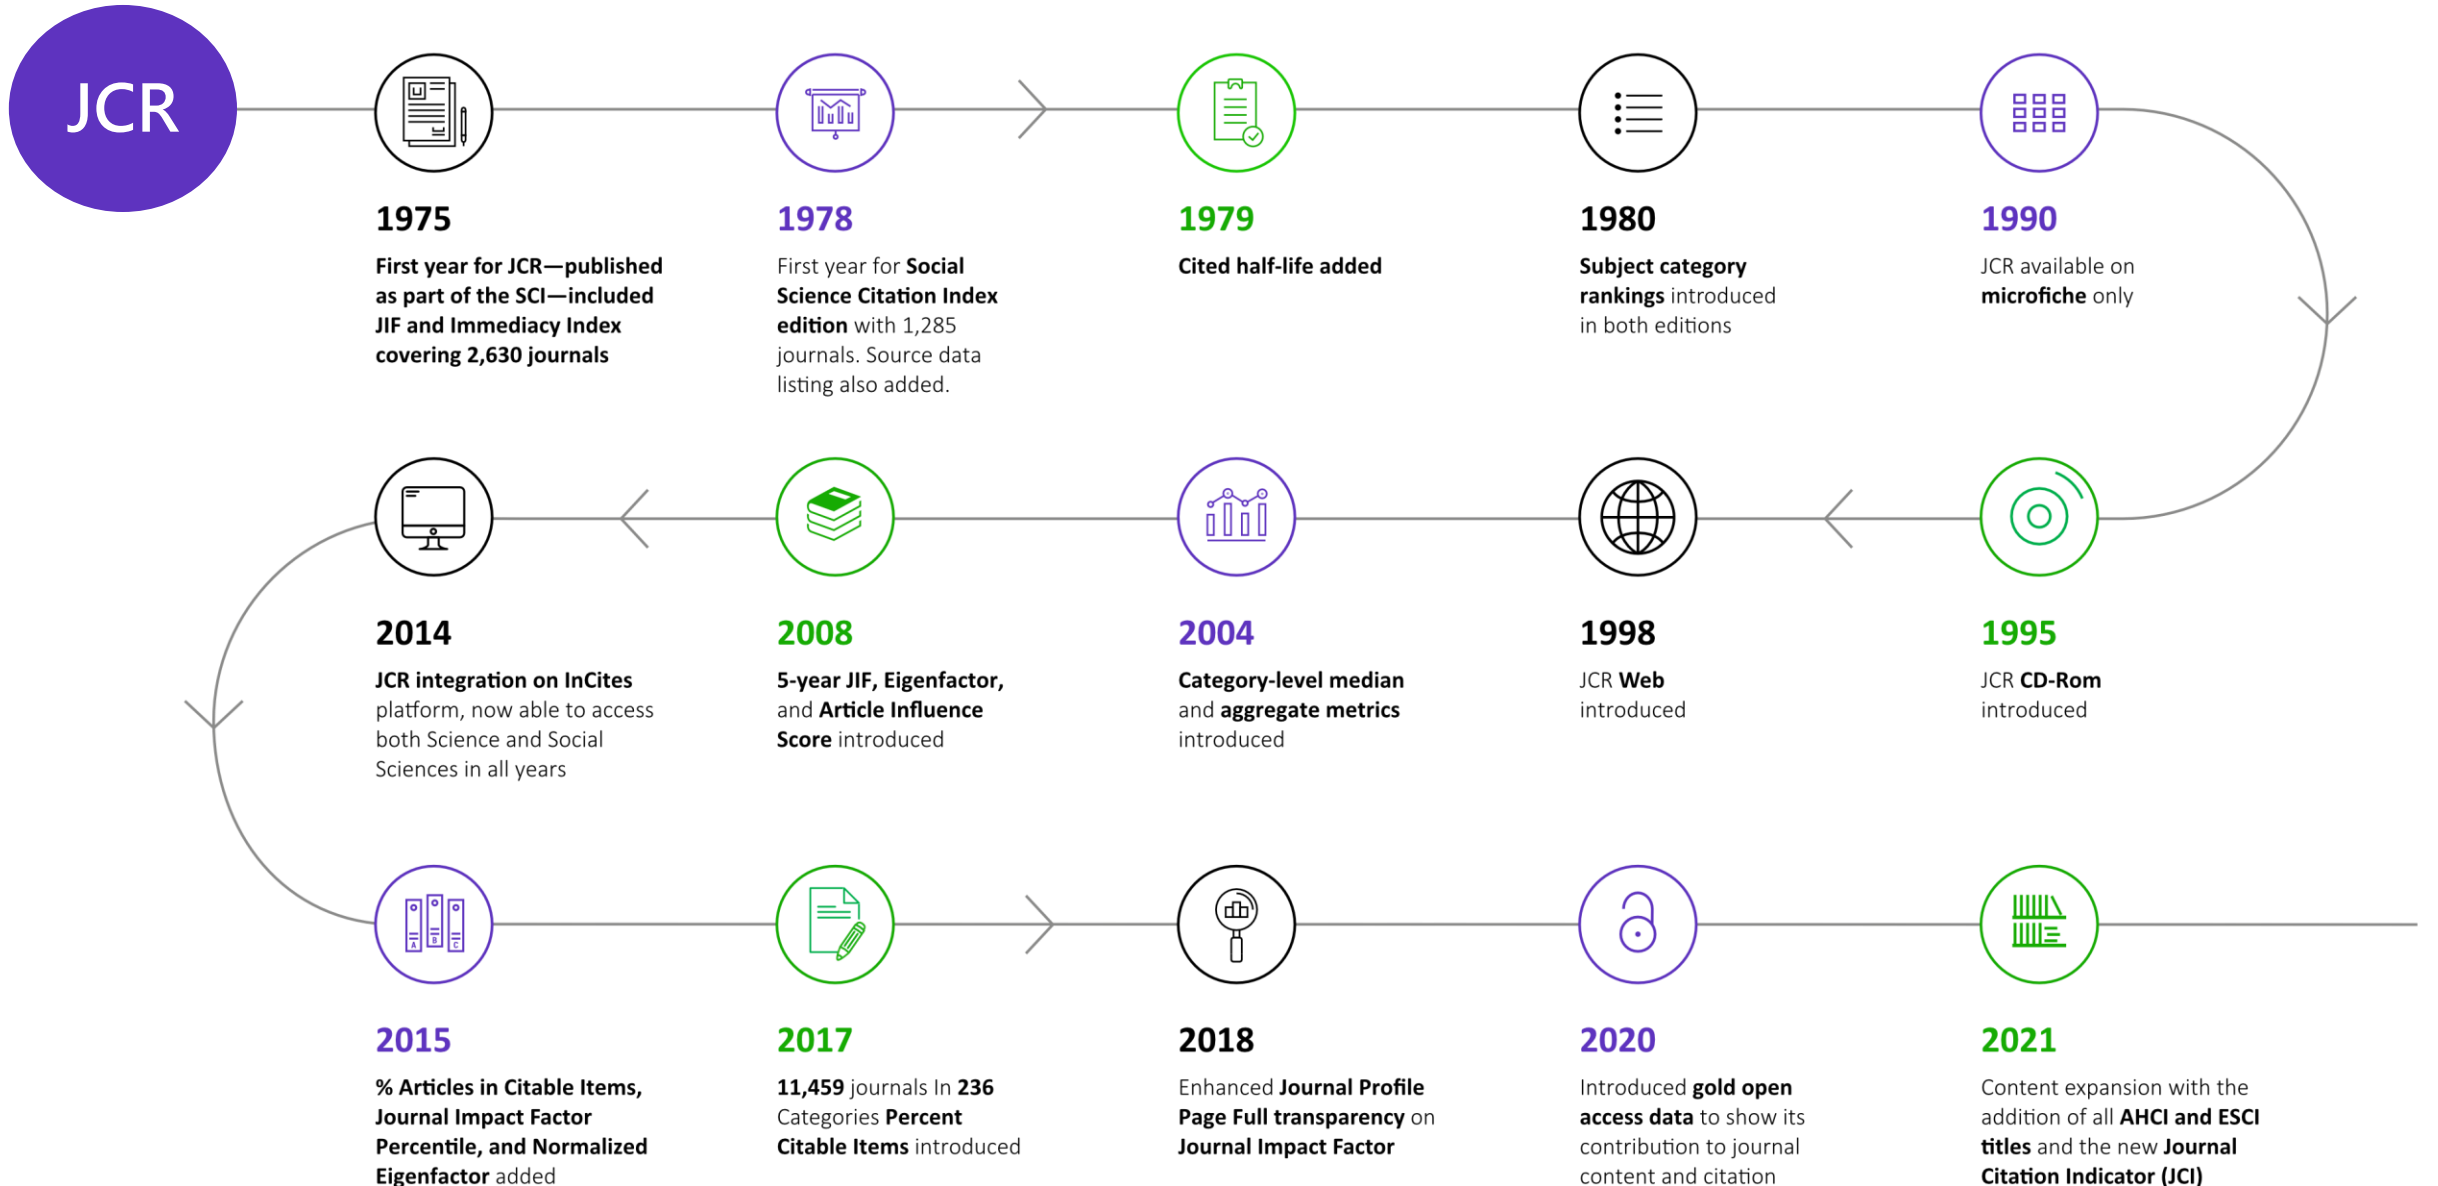 JCR
1975
First year for JCR—published
as part of the SCI—included
JIF and Immediacy Index
covering 2,630 journals
1978
First year for Social
Science Citation Index
edition with 1,285
journals. Source data
listing also added.
1979
Cited half-life added
1980
Subject category
rankings introduced
in both editions
1990
JCR available on
microfiche only
1995
JCR CD-Rom
introduced
1998
JCR Web
introduced
2004
Category-level median
and aggregate metrics
introduced
2008
5-year JIF, Eigenfactor,
and Article Influence
Score introduced
2014
JCR integration on InCites
platform, now able to access
both Science and Social
Sciences in all years
A B C
2015
% Articles in Citable Items,
Journal Impact Factor
Percentile, and Normalized
Eigenfactor added
2017
11,459 journals In 236
Categories Percent
Citable Items introduced
2018
Enhanced Journal Profile
Page Full transparency on
Journal Impact Factor
2020
Introduced gold open
access data to show its
contribution to journal
content and citation
2021
Content expansion with the
addition of all AHCI and ESCI
titles and the new Journal
Citation Indicator (JCI)